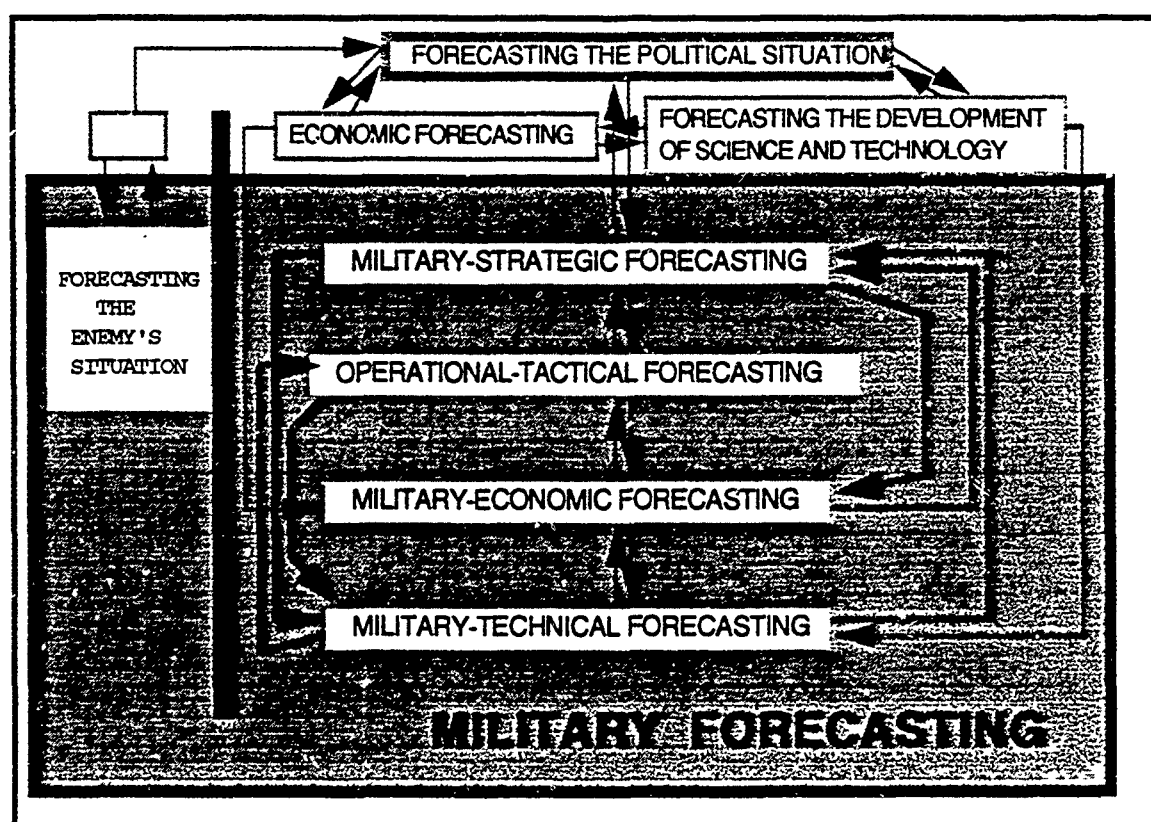 FORECASTING THE POLITICAL SITUATION
ECONOMIC FORECASTING
FORECASTING THE DEVELOPMENT
OF SCIENCE AND TECHNOLOGY
FORECASTING
THE
ENEMY'S
SITUATION
MILITARY-STRATEGIC FORECASTING
OPERATIONAL-TACTICAL FORECASTING
MILITARY-ECONOMIC FORECASTING
MILITARY-TECHNICAL FORECASTING
MILITARY FORECASTING